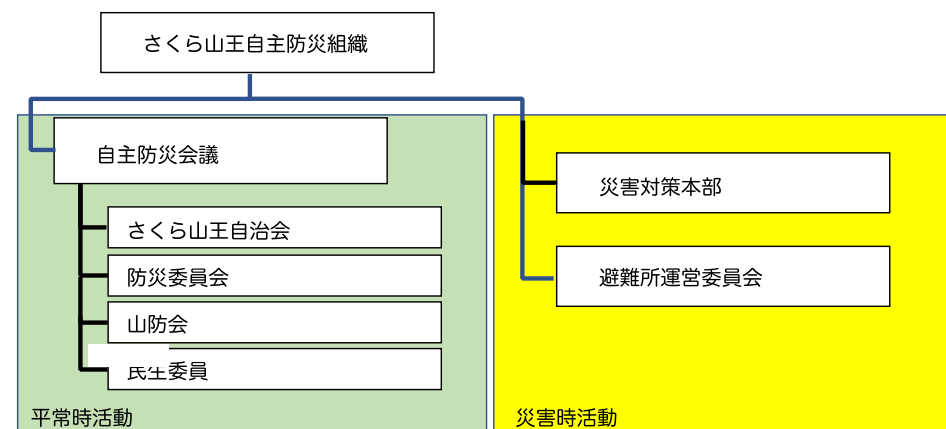 さくら山王自主防災組織
自主防災会議
さくら山王自治会
防災委員会
山防会
民生委員
平常時活動
災害対策本部
避難所運営委員会
災害時活動